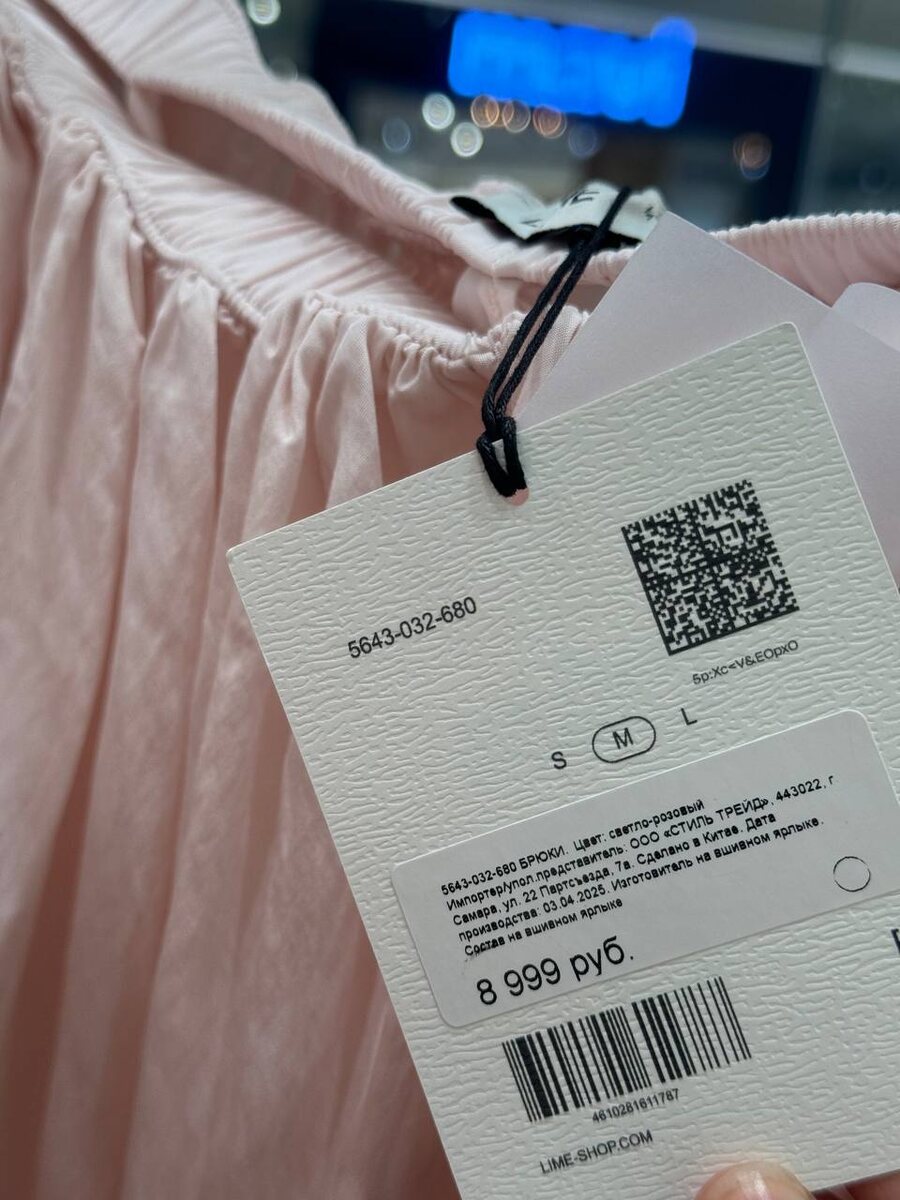 5643-032-680
5p:Xc<V&EOpxO
S M L
5643-032-680 БРЮКИ. Цвет: светло-розовый
Импортер/упол.представитель: ООО «СТИЛЬ ТРЕЙД», 443022, г
Самара, ул. 22 Партсъезда, 7а. Сделано в Китае. Дата
производства: 03.04.2025. Изготовитель на вшивном ярлыке.
Состав на вшивном ярлыке
8 999 руб.
4610281611787
LIME-SHOP.COM